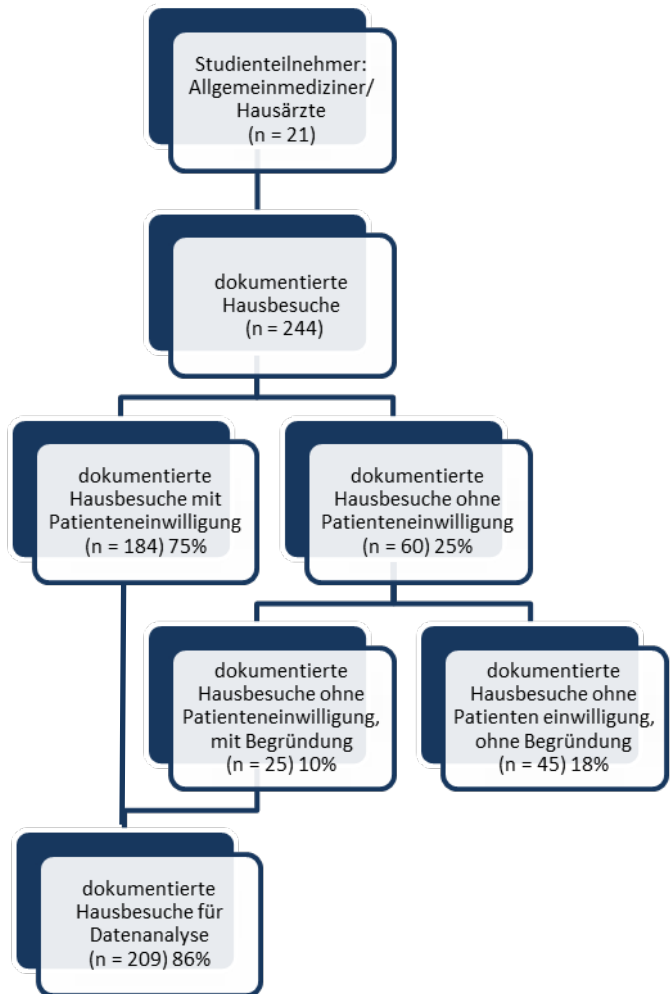 Studienteilnehmer:
Allgemeinmediziner/
Hausärzte
(n = 21)
dokumentierte
Hausbesuche
(n = 244)
dokumentierte
Hausbesuche mit
Patienteneinwilligung
(n = 184) 75%
dokumentierte
Hausbesuche ohne
Patienteneinwilligung
(n = 60) 25%
dokumentierte
Hausbesuche ohne
Patienteneinwilligung,
mit Begründung
(n = 25) 10%
dokumentierte
Hausbesuche ohne
Patienten einwilligung,
ohne Begründung
(n = 45) 18%
dokumentierte
Hausbesuche für
Datenanalyse
(n = 209) 86%